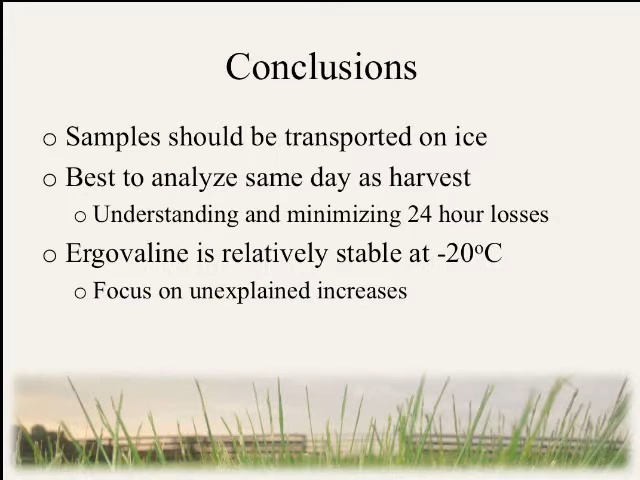 Conclusions
o Samples should be transported on ice
o Best to analyze same day as harvest
o Understanding and minimizing 24 hour losses
o Ergovaline is relatively stable at -20°C
o Focus on unexplained increases